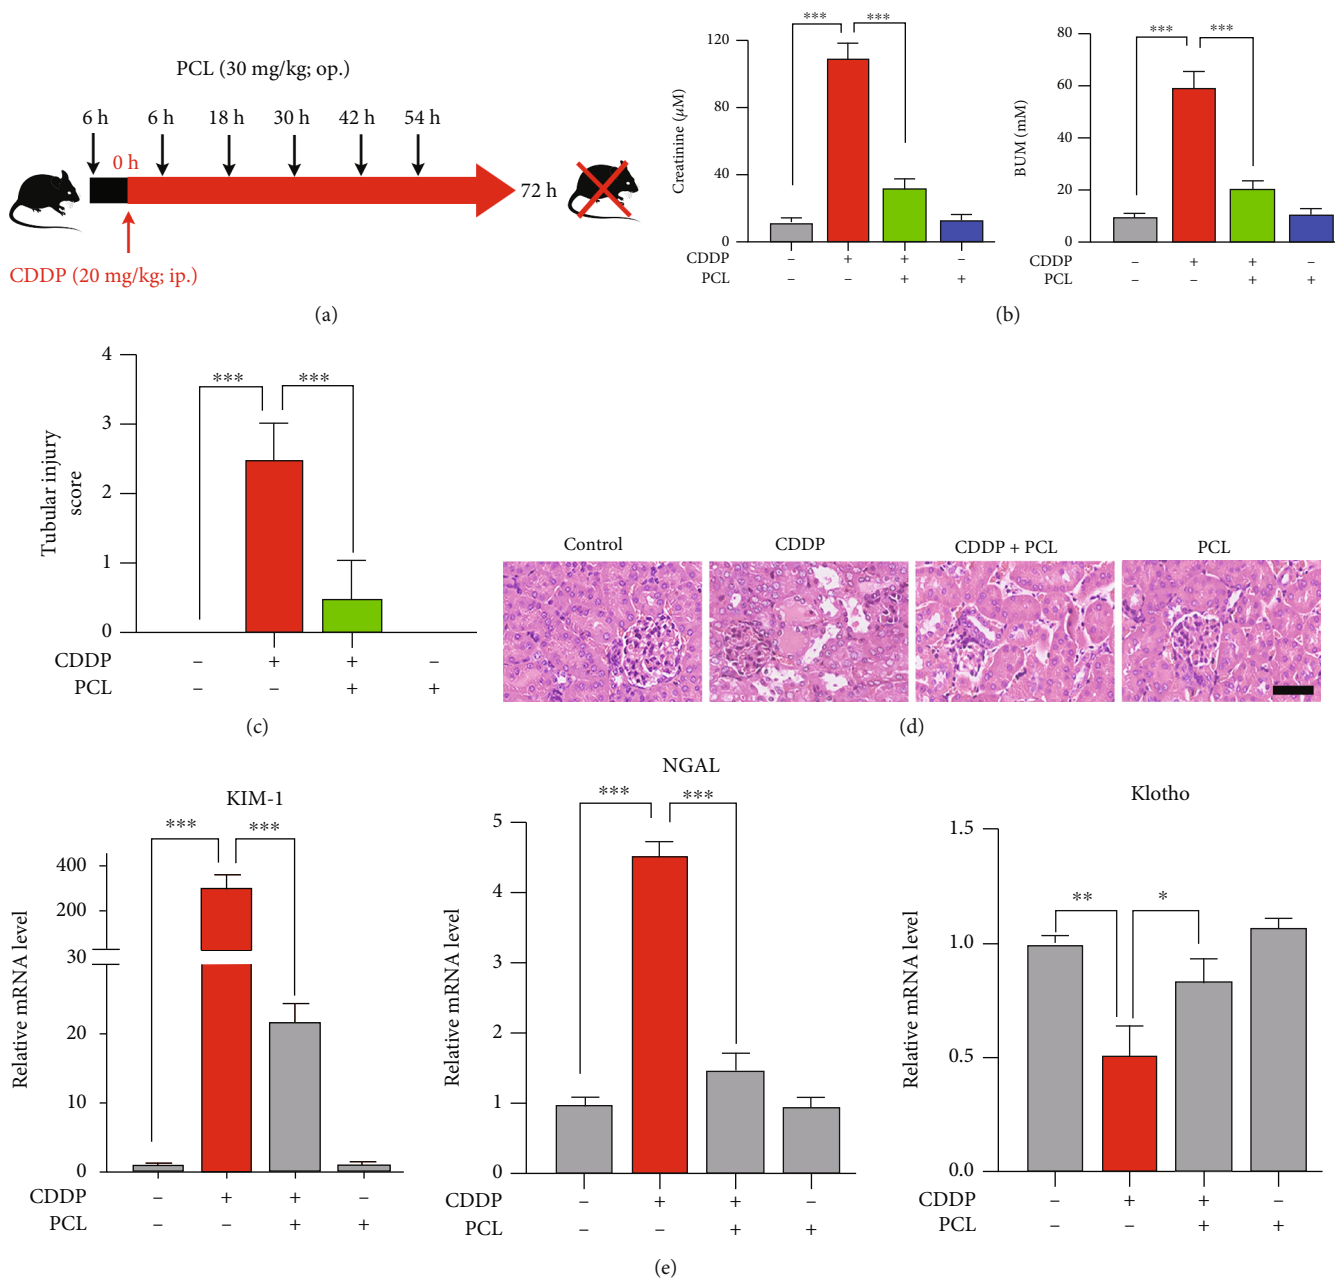 PCL (30 mg/kg; op.)
6 h 6 h 18 h 30 h 42 h 54 h
0 h
72 h
CDDP (20 mg/kg; ip.)
(a)
*** ***
120
80
40
0
Creatinine (μM)
CDDP – + + –
PCL – – + +
*** ***
80
60
40
20
0
BUM (mM)
CDDP – + + –
PCL – – + +
(b)
*** ***
4
3
2
1
0
Tubular injury
score
CDDP – + + –
PCL – – + +
(c)
Control CDDP CDDP + PCL PCL
(d)
KIM-1
*** ***
400
200
30
20
10
0
Relative mRNA level
CDDP – + + –
PCL – – + +
NGAL
*** ***
5
4
3
2
1
0
Relative mRNA level
CDDP – + + –
PCL – – + +
Klotho
** *
1.5
1.0
0.5
0.0
Relative mRNA level
CDDP – + + –
PCL – – + +
(e)